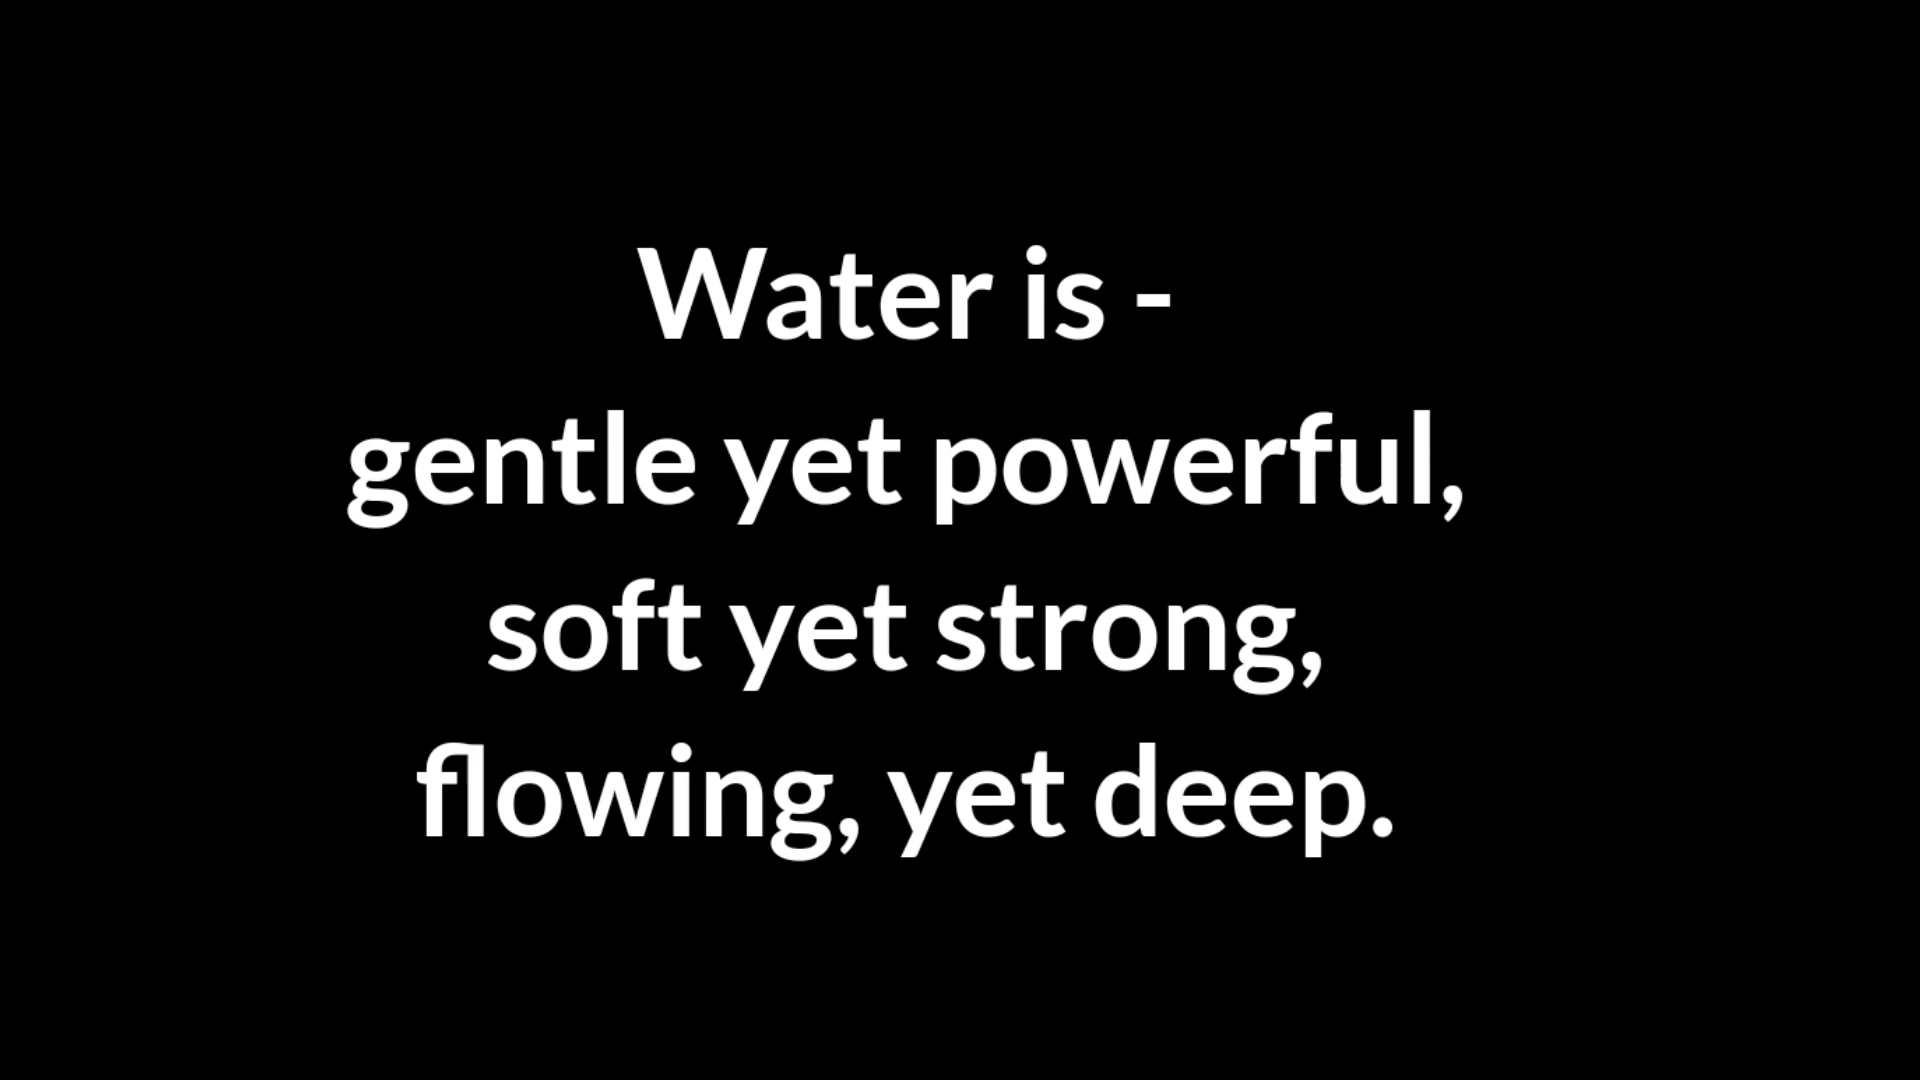 Water is -
gentle yet powerful,
soft yet strong,
flowing, yet deep.